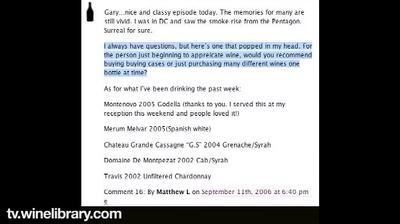 Gary...nice and classy episode today. The memories for many are
still vivid. I was in DC and saw the smoke rise from the Pentagon.
Surreal for sure.
I always have questions, but here's one that popped in my head. For
the person just beginning to appreicate wine, would you recommend
buying buying cases or just purchasing many different wines one
bottle at time?
As for what I've been drinking the past week:
Montenovo 2005 Godella (thanks to you. I served this at my
reception this weekend and people loved it!)
Merum Melvar 2005(Spanish white)
Chateau Grande Cassagne "G.S" 2004 Grenache/Syrah
Domaine De Montpezat 2002 Cab/Syrah
Travis 2002 Unfiltered Chardonnay
Comment 16: By Matthew L on September 11th, 2006 at 6:40 pm
tv.winelibrary.com